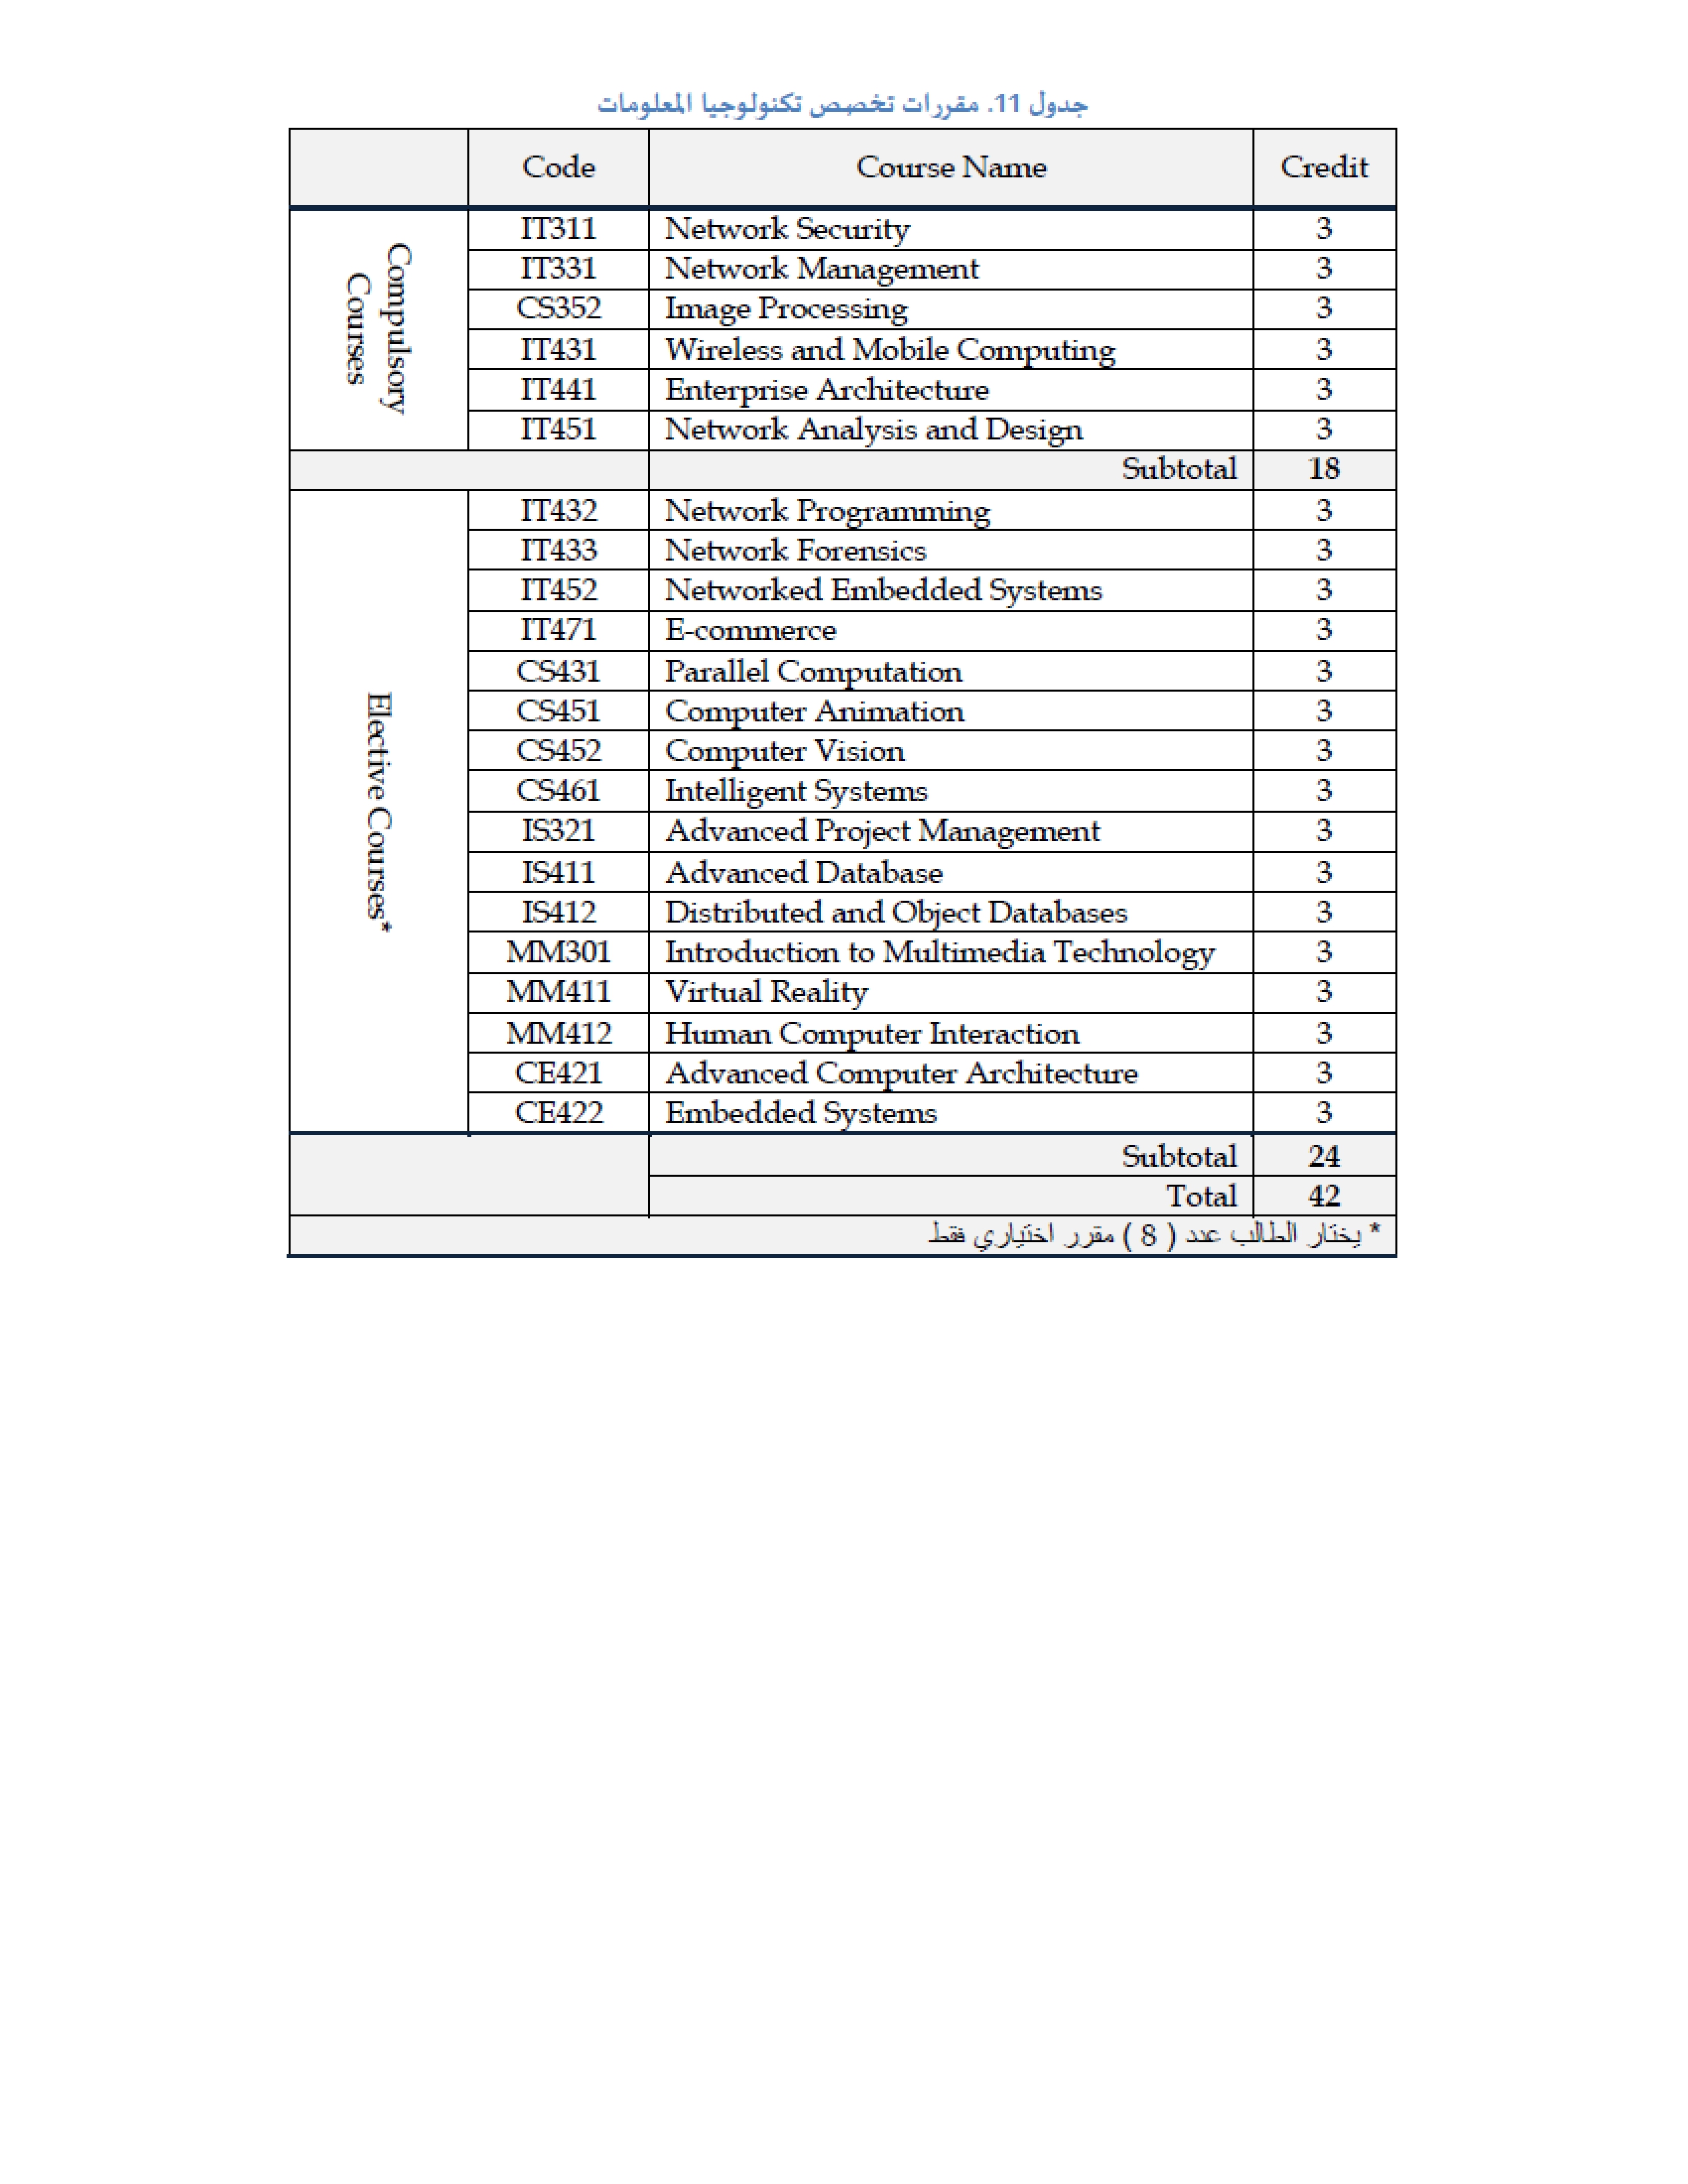 جدول 11. مقررات تخصص تكنولوجيا المعلومات
Code Course Name Credit
Compulsory
Courses
IT311 Network Security 3
IT331 Network Management 3
CS352 Image Processing 3
IT431 Wireless and Mobile Computing 3
IT441 Enterprise Architecture 3
IT451 Network Analysis and Design 3
Subtotal 18
Elective Courses*
IT432 Network Programming 3
IT433 Network Forensics 3
IT452 Networked Embedded Systems 3
IT471 E-commerce 3
CS431 Parallel Computation 3
CS451 Computer Animation 3
CS452 Computer Vision 3
CS461 Intelligent Systems 3
IS321 Advanced Project Management 3
IS411 Advanced Database 3
IS412 Distributed and Object Databases 3
MM301 Introduction to Multimedia Technology 3
MM411 Virtual Reality 3
MM412 Human Computer Interaction 3
CE421 Advanced Computer Architecture 3
CE422 Embedded Systems 3
Subtotal 24
Total 42
* يختار الطالب عدد ( 8 ) مقرر اختياري فقط